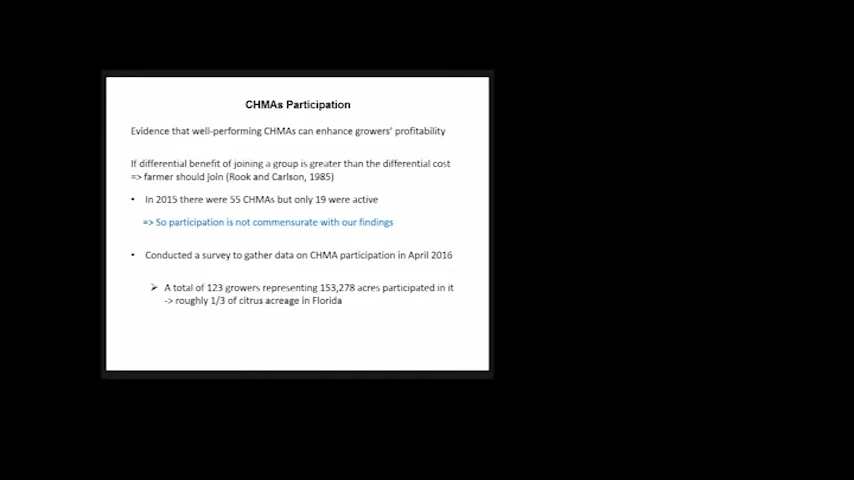 CHMAs Participation
Evidence that well-performing CHMAs can enhance growers' profitability
If differential benefit of joining a group is greater than the differential cost
=> farmer should join (Rook and Carlson, 1985)
• In 2015 there were 55 CHMAs but only 19 were active
=> So participation is not commensurate with our findings
• Conducted a survey to gather data on CHMA participation in April 2016
➢ A total of 123 growers representing 153,278 acres participated in it
-> roughly 1/3 of citrus acreage in Florida